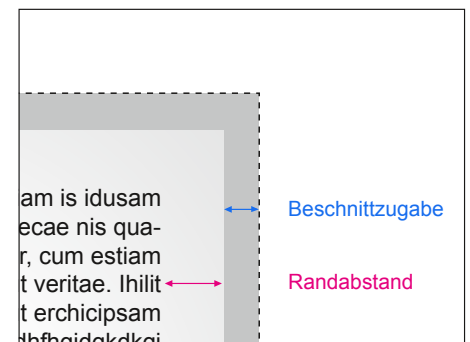 am is idusam
ecae nis qua-
r, cum estiam
t veritae. Ihilit
t erchicipsam
Beschnittzugabe
Randabstand